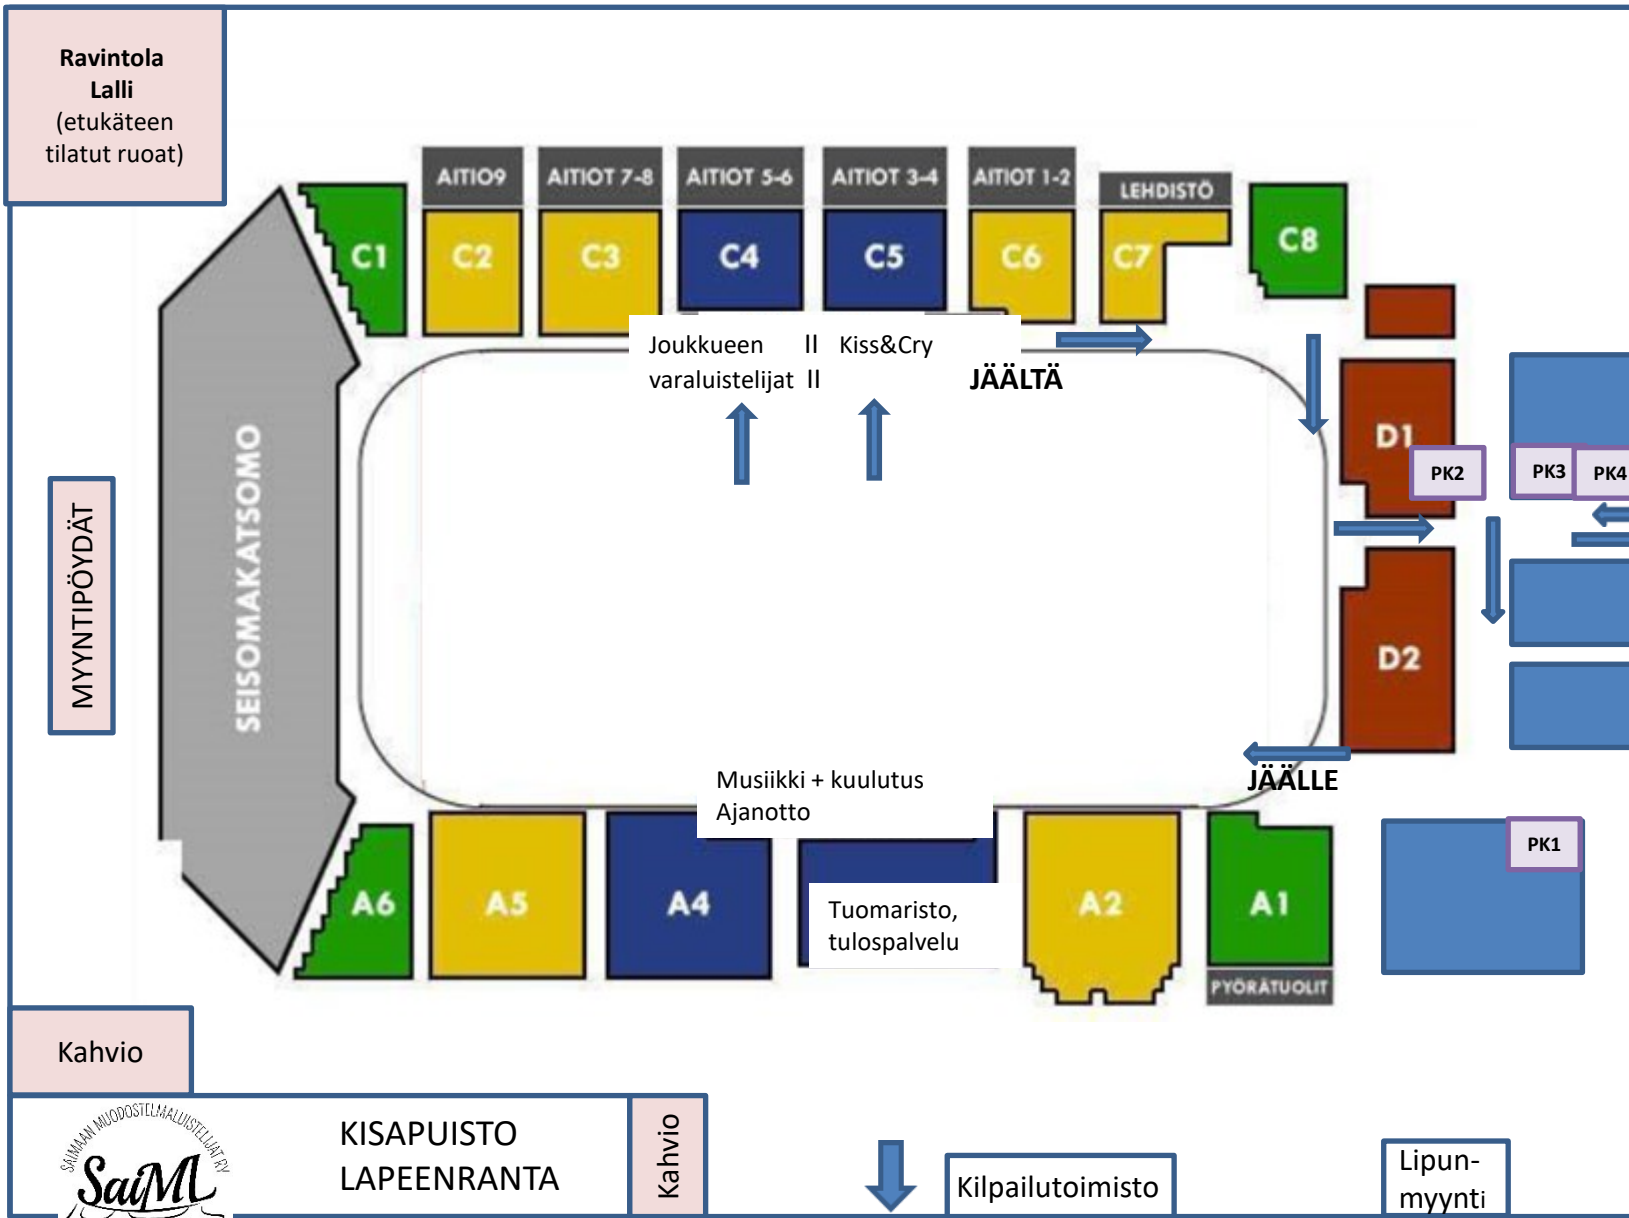 Ravintola
Lalli
(etukäteen
tilatut ruoat)
AITIO9
AITIOT 7-8
AITIOT 5-6
AITIOT 3-4
AITIOT 1-2
LEHDISTÖ
C1
C2
C3
C4
C5
C6
C7
C8
Joukkueen II Kiss&Cry
varaluistelijat II
JÄÄLTÄ
D1
PK2
PK3
PK4
MYYNTIPÖYDÄT
SEISOMAKATSOMO
D2
Musiikki + kuulutus
Ajanotto
JÄÄLLE
PK1
A6
A5
A4
Tuomaristo,
tulospalvelu
A2
A1
PYÖRÄTUOLIT
Kahvio
SAIMAAN MUODOSTELMALUISTELIJAT RY
SaiML
KISAPUISTO
LAPEENRANTA
Kahvio
Kilpailutoimisto
Lipun-
myynti